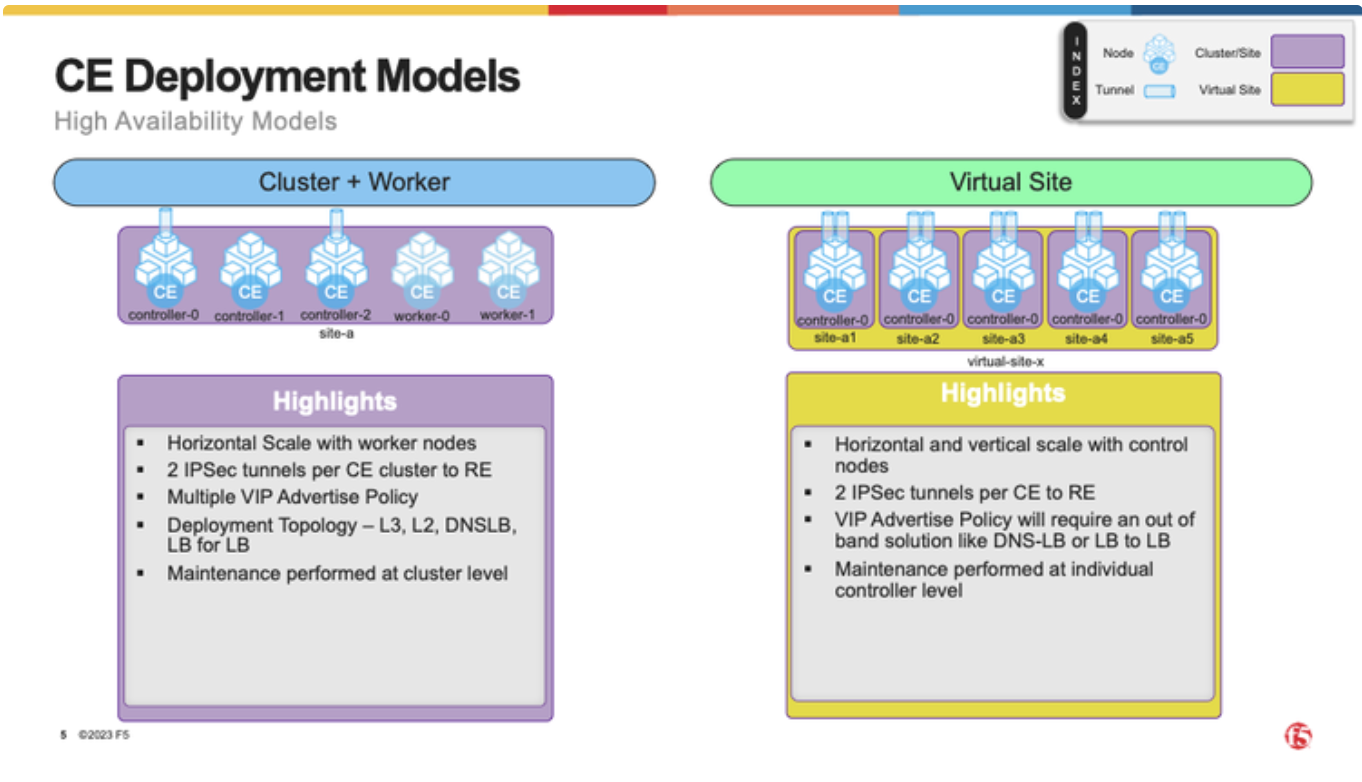 CE Deployment Models
High Availability Models
INDEX
Node
CE
Cluster/Site
Tunnel
Virtual Site
Cluster + Worker
CE
CE
CE
CE
CE
controller-0
controller-1
controller-2
worker-0
worker-1
site-a
Highlights
▪ Horizontal Scale with worker nodes
▪ 2 IPSec tunnels per CE cluster to RE
▪ Multiple VIP Advertise Policy
▪ Deployment Topology – L3, L2, DNSLB,
LB for LB
▪ Maintenance performed at cluster level
Virtual Site
CE
CE
CE
CE
CE
controller-0
controller-0
controller-0
controller-0
controller-0
site-a1
site-a2
site-a3
site-a4
site-a5
virtual-site-x
Highlights
▪ Horizontal and vertical scale with control
nodes
▪ 2 IPSec tunnels per CE to RE
▪ VIP Advertise Policy will require an out of
band solution like DNS-LB or LB to LB
▪ Maintenance performed at individual
controller level
5 ©2023 F5
f5